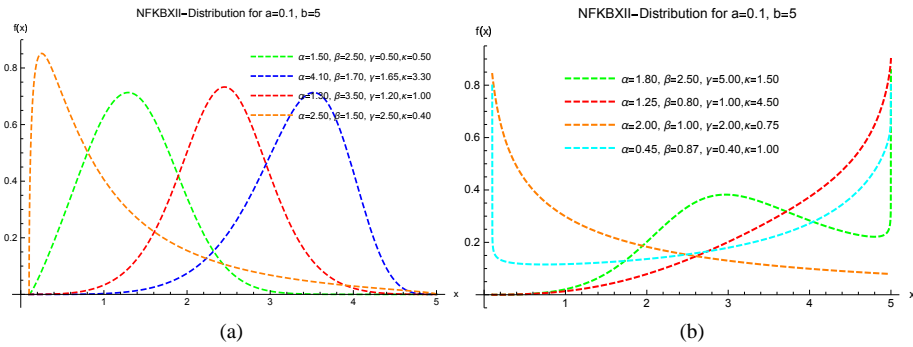 NFKBXII-Distribution for a=0.1, b=5
f(x)
α=1.50, β=2.50, γ=0.50,κ=0.50
α=4.10, β=1.70, γ=1.65,κ=3.30
α=1.30, β=3.50, γ=1.20,κ=1.00
α=2.50, β=1.50, γ=2.50,κ=0.40
0.8
0.6
0.4
0.2
1 2 3 4 5 x
(a)
NFKBXII-Distribution for a=0.1, b=5
f(x)
α=1.80, β=2.50, γ=5.00, κ=1.50
α=1.25, β=0.80, γ=1.00, κ=4.50
α=2.00, β=1.00, γ=2.00, κ=0.75
α=0.45, β=0.87, γ=0.40, κ=1.00
0.8
0.6
0.4
0.2
1 2 3 4 5 x
(b)